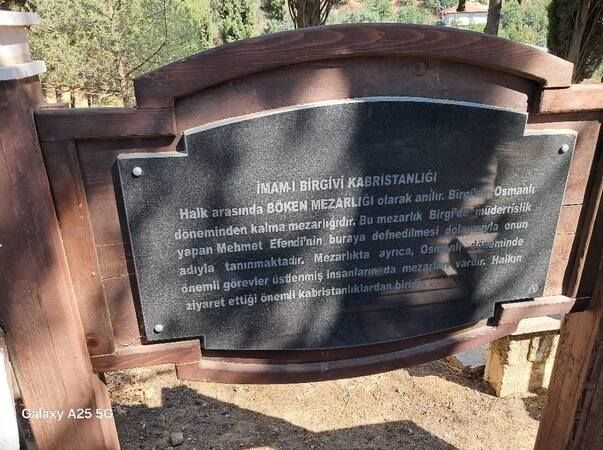 İMAM-I BİRGİVİ KABRİSTANLIĞI
Halk arasında BÖKEN MEZARLIĞI olarak anılır. Birgi'nin Osmanlı
döneminden kalma mezarlığıdır. Bu mezarlık Birgi'de müderrislik
yapan Mehmet Efendi'nin buraya defnedilmesi dolayısıyla onun
adıyla tanınmaktadır. Mezarlıkta ayrıca, Osmanlı döneminde
önemli görevler üstlenmiş insanların da mezarları vardır. Halkın
ziyaret ettiği önemli kabristanlıklardan biridir.
Galaxy A25 5G